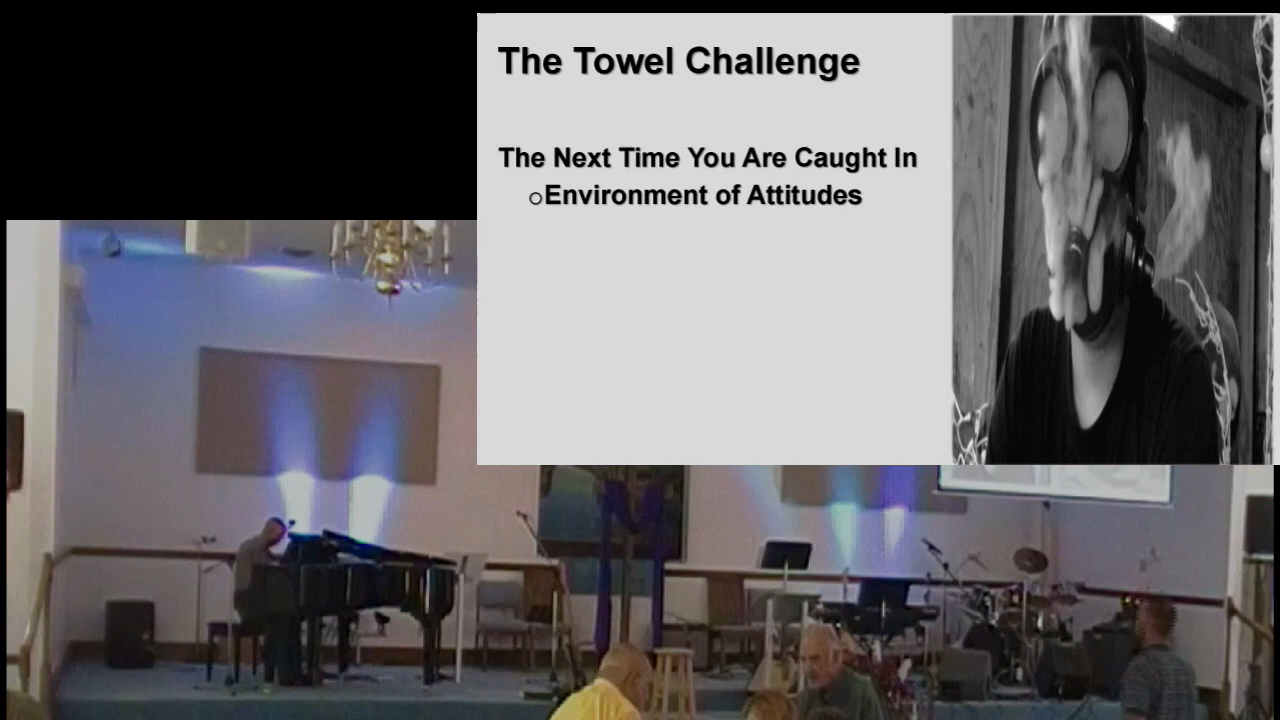 The Towel Challenge
The Next Time You Are Caught In
oEnvironment of Attitudes